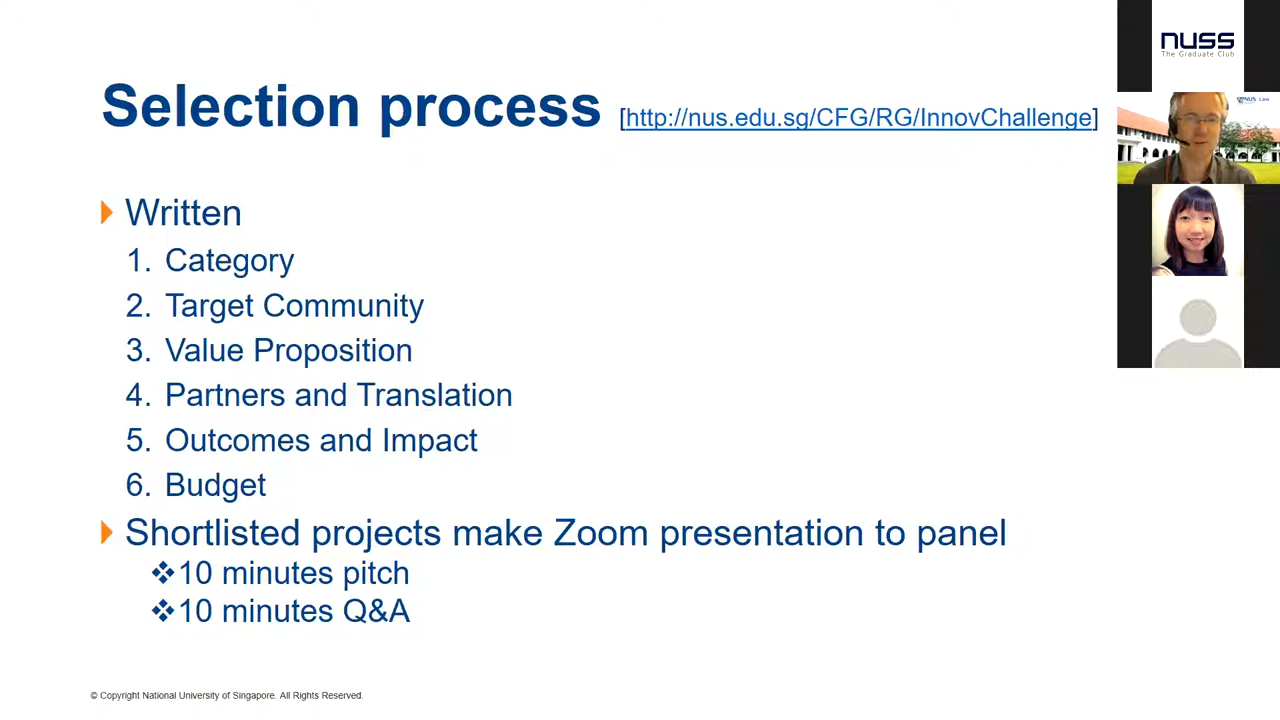 Selection process [http://nus.edu.sg/CFG/RG/InnovChallenge]
Written
1. Category
2. Target Community
3. Value Proposition
4. Partners and Translation
5. Outcomes and Impact
6. Budget
Shortlisted projects make Zoom presentation to panel
❖10 minutes pitch
❖10 minutes Q&A
© Copyright National University of Singapore. All Rights Reserved.
nuss
The Graduate Club
NUS Law